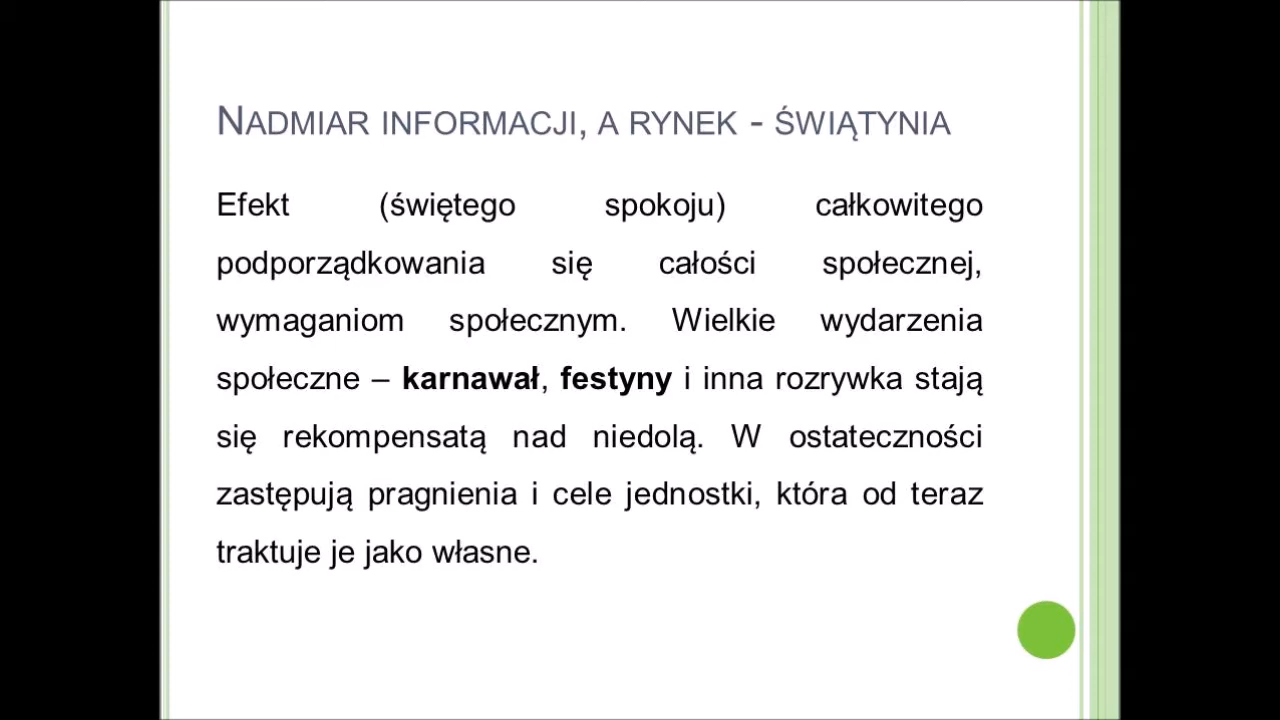 NADMIAR INFORMACJI, A RYNEK - ŚWIĄTYNIA
Efekt (świętego spokoju) całkowitego
podporządkowania się całości społecznej,
wymaganiom społecznym. Wielkie wydarzenia
społeczne – karnawał, festyny i inna rozrywka stają
się rekompensatą nad niedolą. W ostateczności
zastępują pragnienia i cele jednostki, która od teraz
traktuje je jako własne.